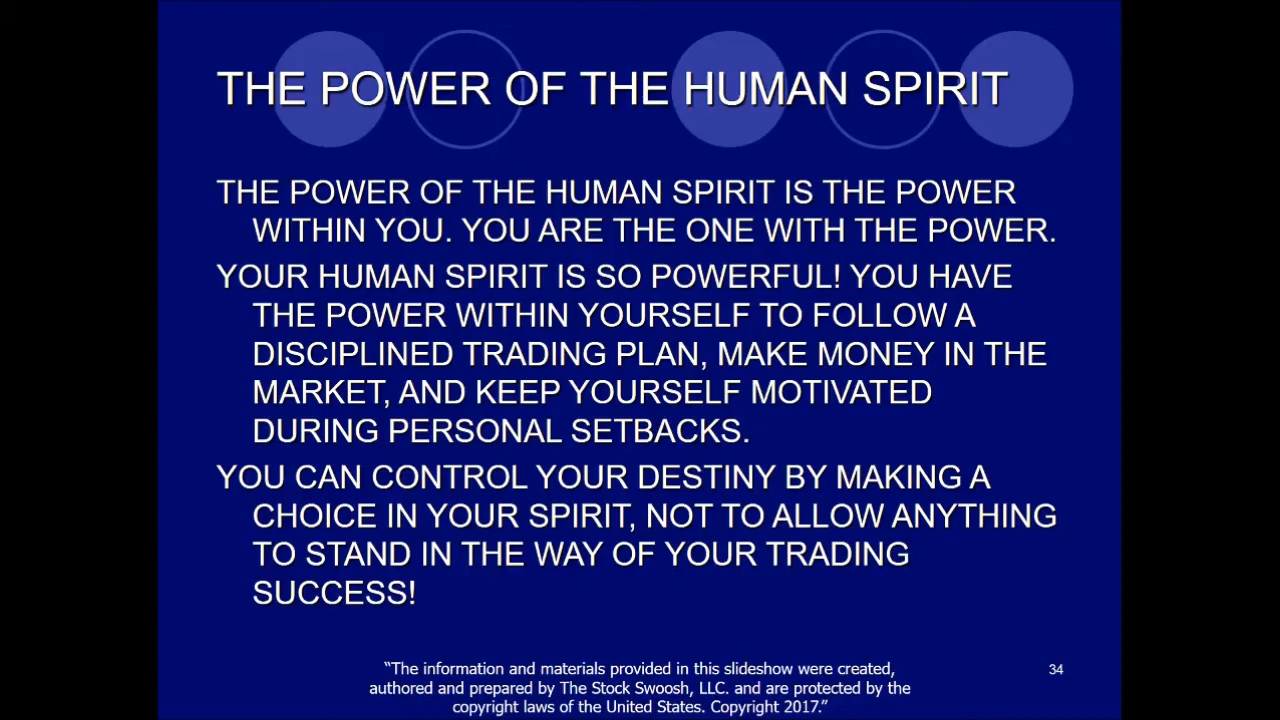 THE POWER OF THE HUMAN SPIRIT
THE POWER OF THE HUMAN SPIRIT IS THE POWER
WITHIN YOU. YOU ARE THE ONE WITH THE POWER.
YOUR HUMAN SPIRIT IS SO POWERFUL! YOU HAVE
THE POWER WITHIN YOURSELF TO FOLLOW A
DISCIPLINED TRADING PLAN, MAKE MONEY IN THE
MARKET, AND KEEP YOURSELF MOTIVATED
DURING PERSONAL SETBACKS.
YOU CAN CONTROL YOUR DESTINY BY MAKING A
CHOICE IN YOUR SPIRIT, NOT TO ALLOW ANYTHING
TO STAND IN THE WAY OF YOUR TRADING
SUCCESS!
“The information and materials provided in this slideshow were created,
authored and prepared by The Stock Swoosh, LLC. and are protected by the
copyright laws of the United States. Copyright 2017.”
34